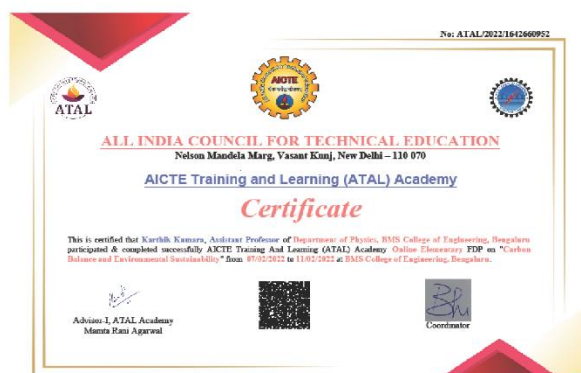 No: ATAL/2022/1642660952
ATAL
AICTE
ALL INDIA COUNCIL FOR TECHNICAL EDUCATION
Nelson Mandela Marg, Vasant Kunj, New Delhi – 110 070
AICTE Training and Learning (ATAL) Academy
Certificate
This is certified that Karthik Kumara, Assistant Professor of Department of Physics, BMS College of Engineering, Bengaluru
participated & completed successfully AICTE Training And Learning (ATAL) Academy Online Elementary FDP on "Carbon
Balance and Environmental Sustainability" from 07/02/2022 to 11/02/2022 at BMS College of Engineering, Bengaluru.
Advisor-I, ATAL Academy
Mamta Rani Agarwal
Coordinator